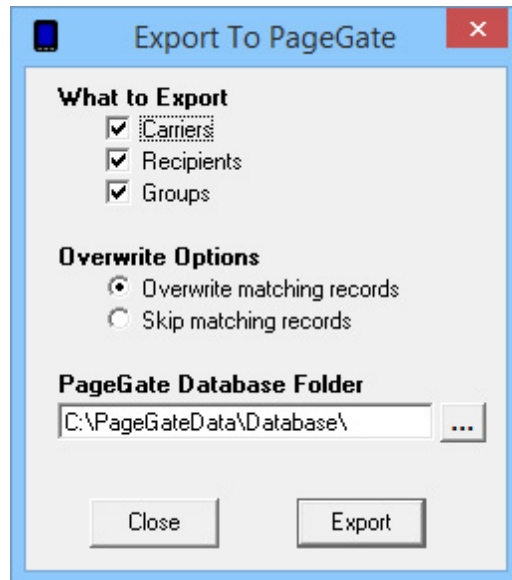 Export To PageGate
What to Export
Carriers
Recipients
Groups
Overwrite Options
Overwrite matching records
Skip matching records
PageGate Database Folder
C:\PageGateData\Database\
...
Close Export